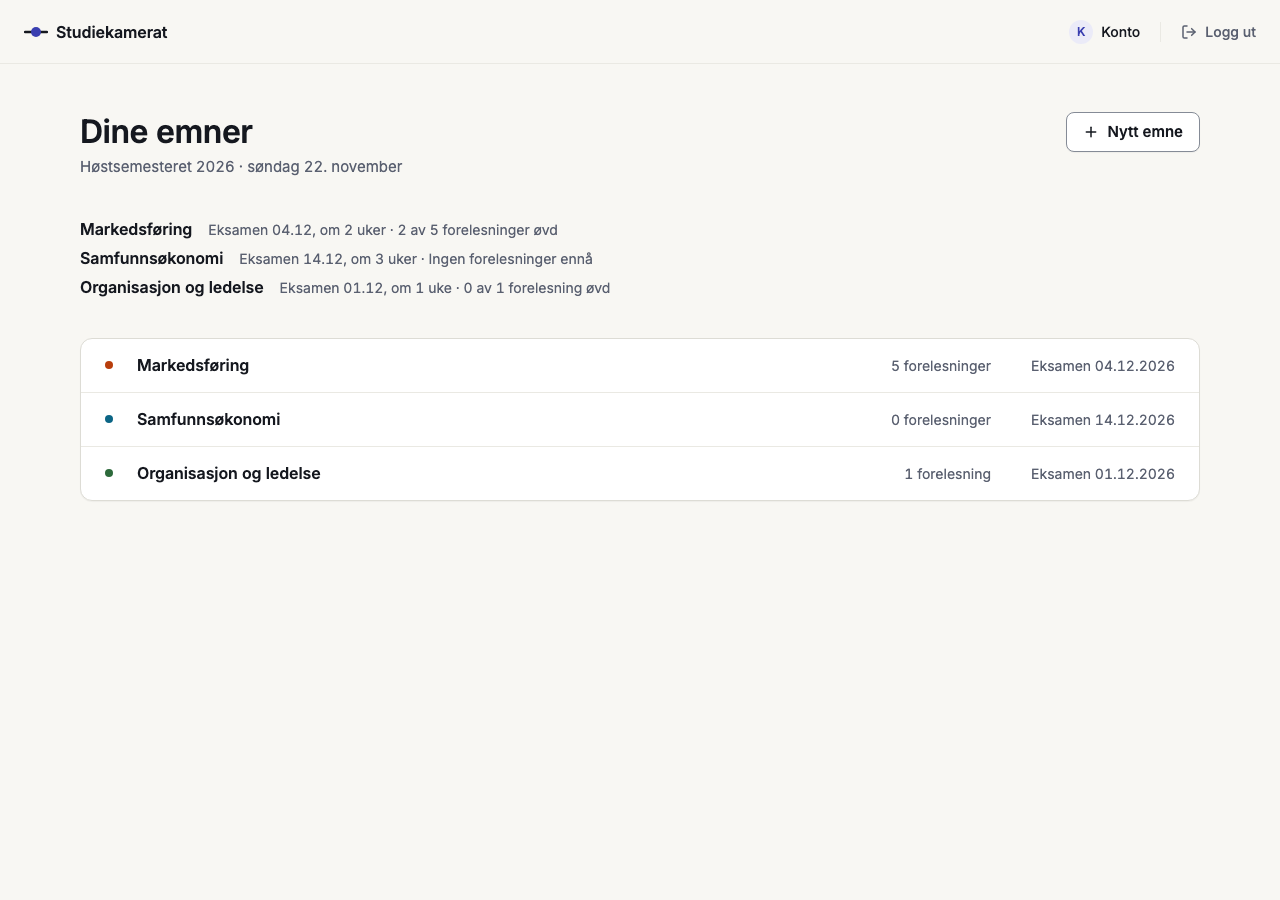 Studiekamerat
K Konto
Logg ut
Dine emner
Nytt emne
Høstsemesteret 2026 · søndag 22. november
Markedsføring Eksamen 04.12, om 2 uker · 2 av 5 forelesninger øvd
Samfunnsøkonomi Eksamen 14.12, om 3 uker · Ingen forelesninger ennå
Organisasjon og ledelse Eksamen 01.12, om 1 uke · 0 av 1 forelesning øvd
Markedsføring 5 forelesninger Eksamen 04.12.2026
Samfunnsøkonomi 0 forelesninger Eksamen 14.12.2026
Organisasjon og ledelse 1 forelesning Eksamen 01.12.2026